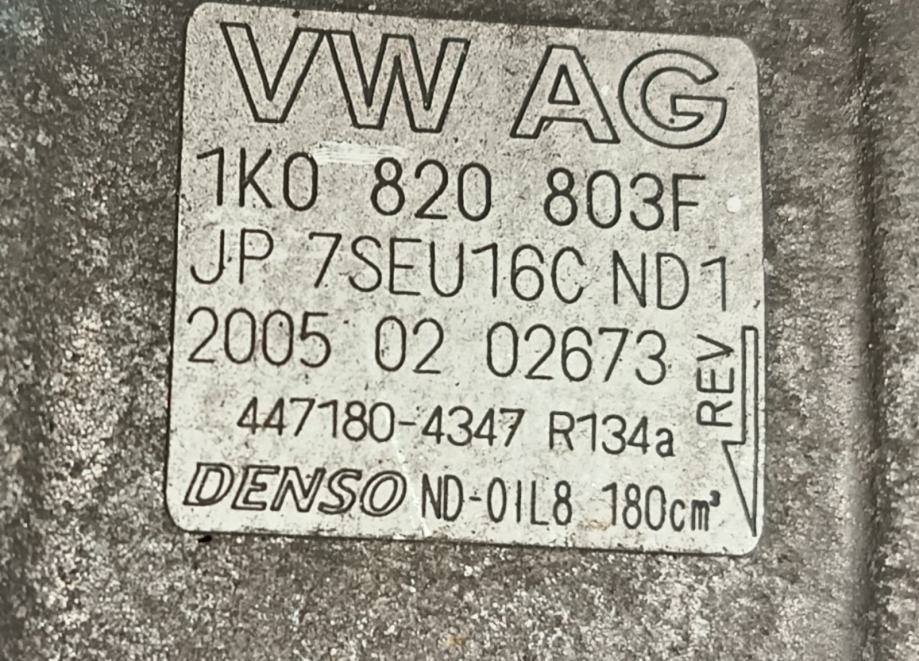 VW AG
1K0 820 803F
JP 7SEU16C ND1
2005 02 02673
REV
447180-4347 R134a
DENSO ND-OIL8 180cm³